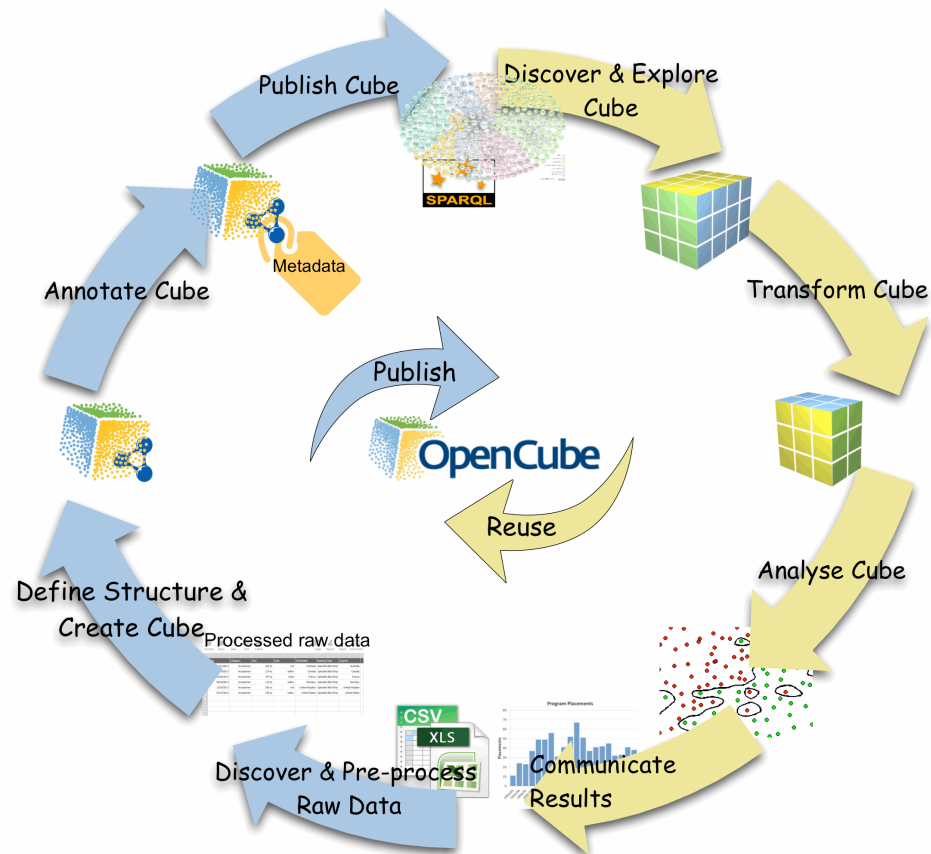 Publish Cube
Discover & Explore
Cube
SPARQL
Metadata
Annotate Cube
Transform Cube
Publish
OpenCube
Reuse
Define Structure &
Create Cube
Processed raw data
Analyse Cube
CSV
XLS
Program Placements
Placements
Discover & Pre-process
Raw Data
Communicate
Results